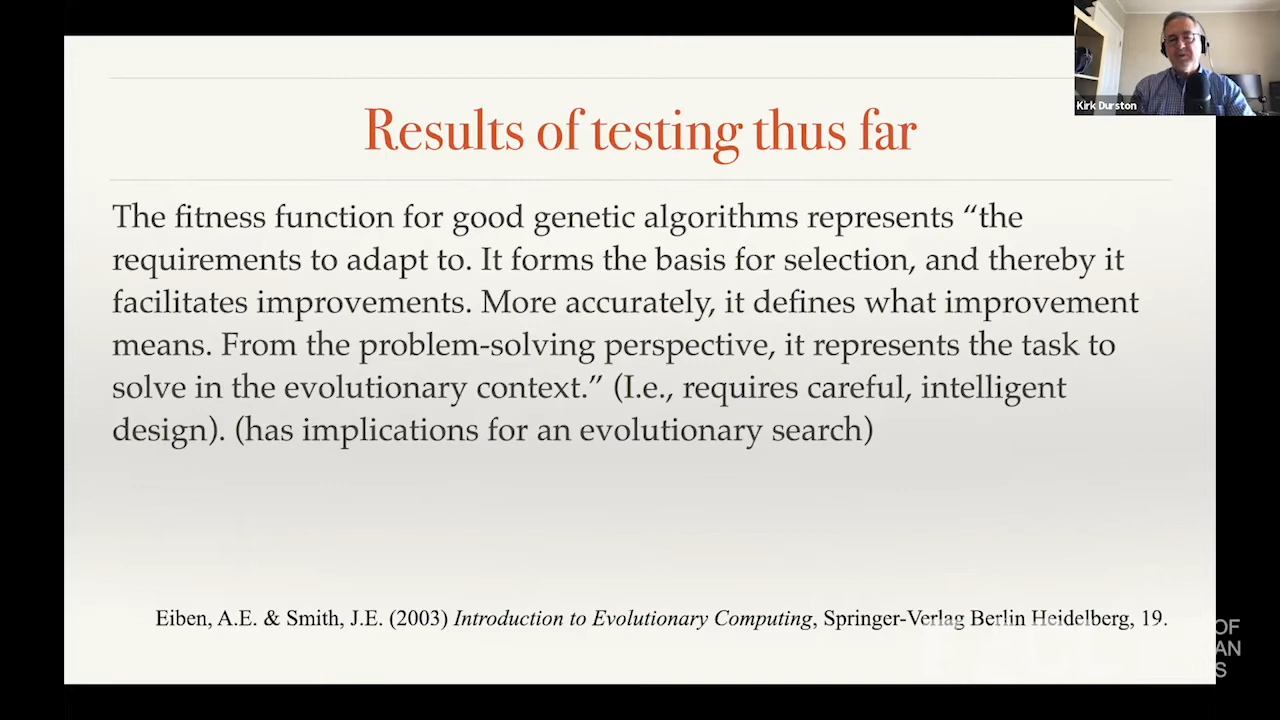 Kirk Durston
Results of testing thus far
The fitness function for good genetic algorithms represents “the
requirements to adapt to. It forms the basis for selection, and thereby it
facilitates improvements. More accurately, it defines what improvement
means. From the problem-solving perspective, it represents the task to
solve in the evolutionary context.” (I.e., requires careful, intelligent
design). (has implications for an evolutionary search)
Eiben, A.E. & Smith, J.E. (2003) Introduction to Evolutionary Computing, Springer-Verlag Berlin Heidelberg, 19.
OF
AN
S